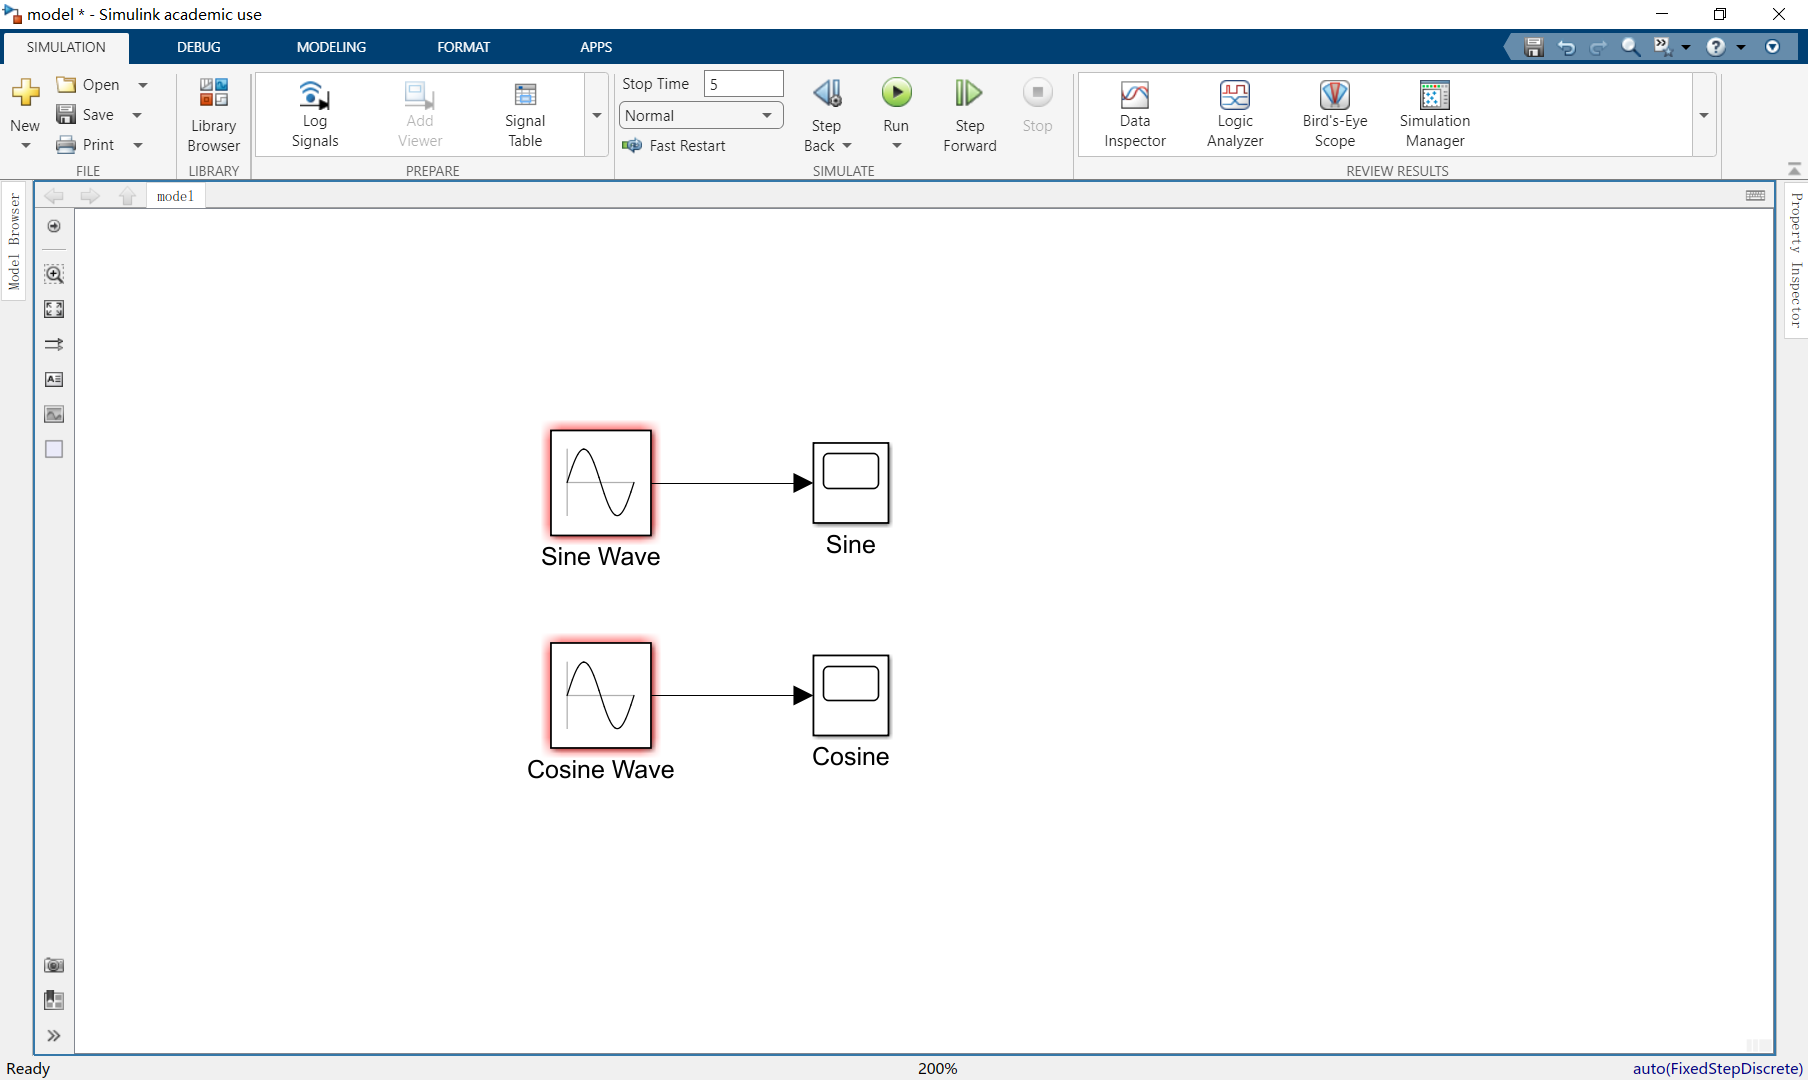 model * - Simulink academic use
SIMULATION DEBUG MODELING FORMAT APPS
New
Open
Save
Print
FILE
Library Browser
LIBRARY
Log Signals
Add Viewer
Signal Table
PREPARE
Stop Time 5
Normal
Fast Restart
Step Back
Run
Step Forward
Stop
SIMULATE
Data Inspector
Logic Analyzer
Bird's-Eye Scope
Simulation Manager
REVIEW RESULTS
Model Browser
model
Property Inspector
Sine Wave
Sine
Cosine Wave
Cosine
Ready
200%
auto(FixedStepDiscrete)